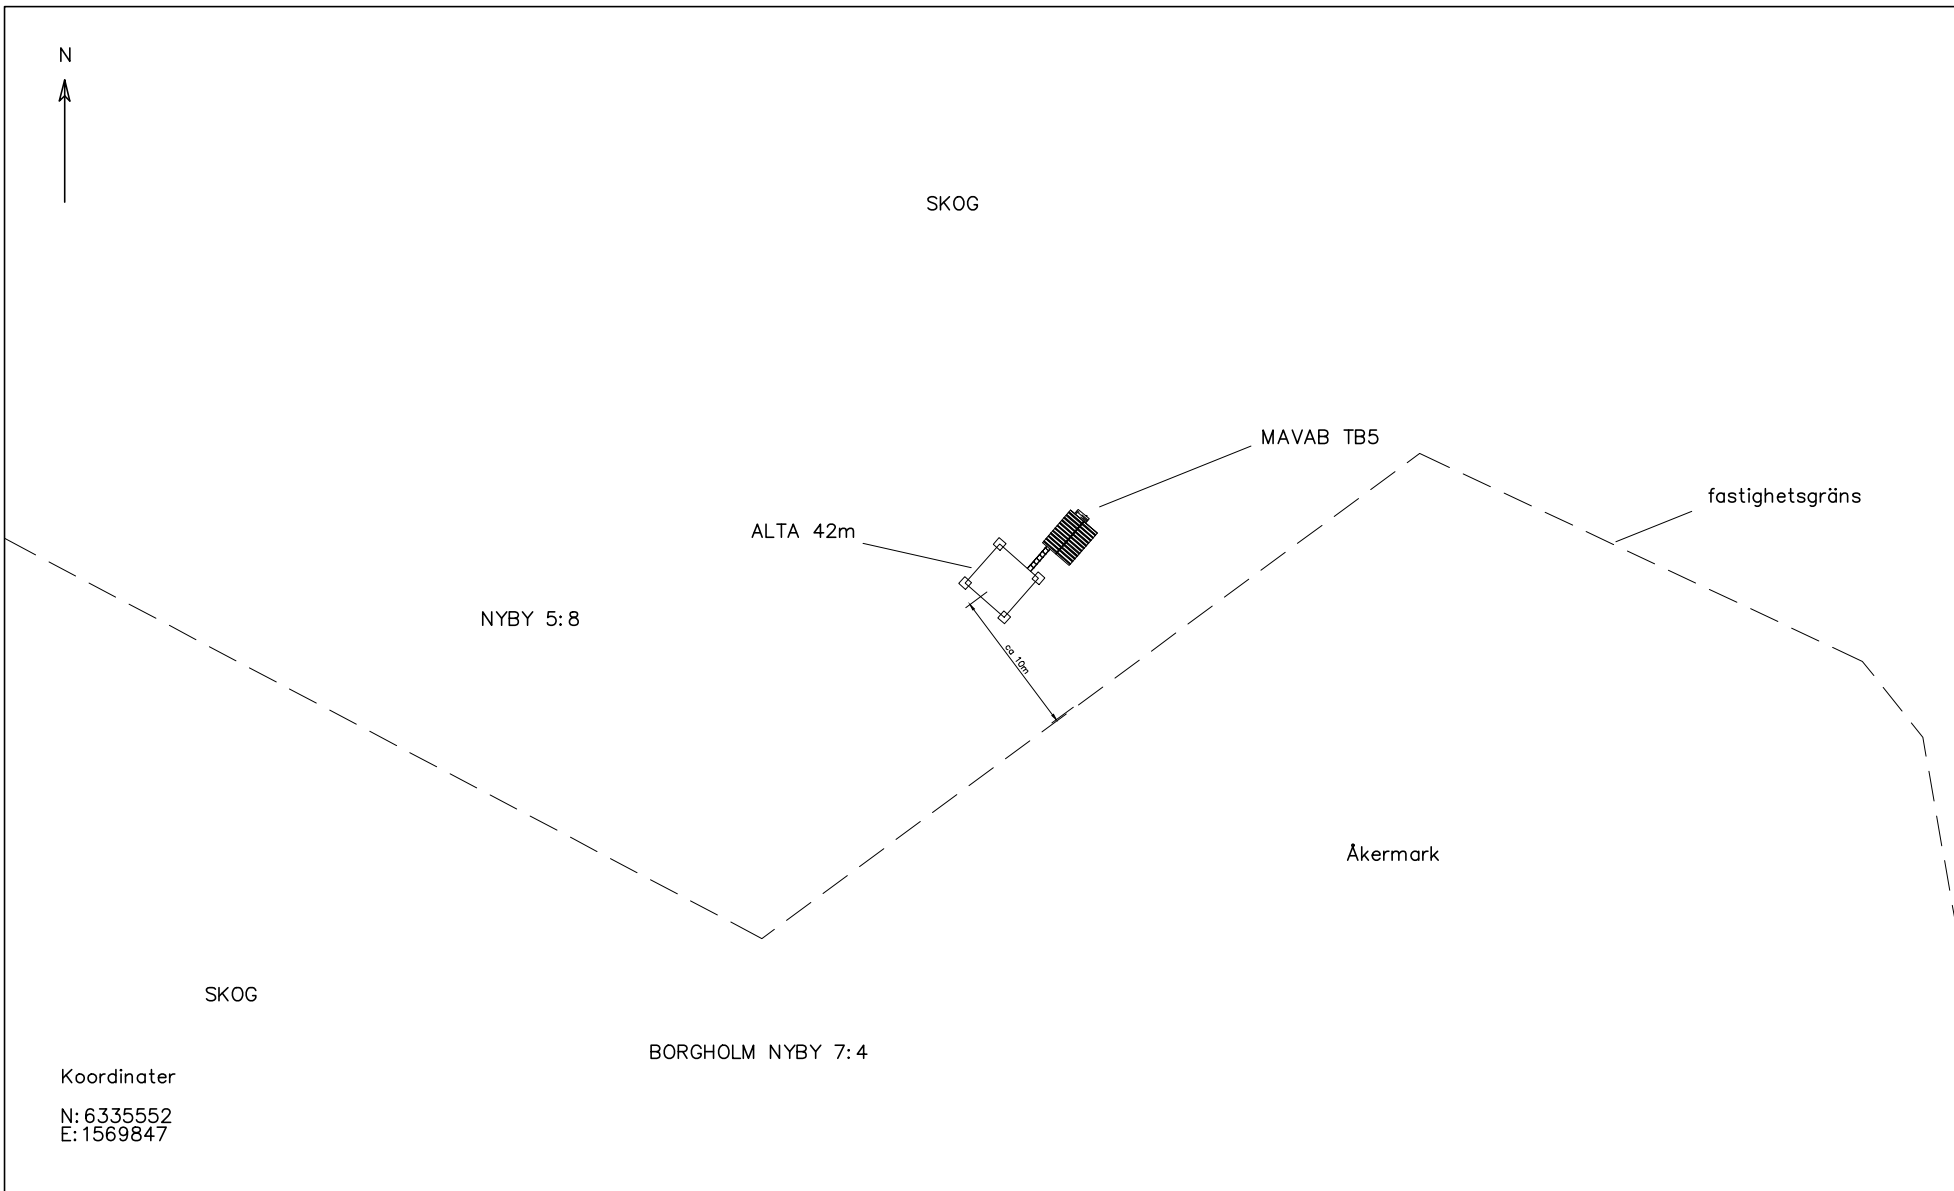 N
SKOG
MAVAB TB5
fastighetsgräns
ALTA 42m
NYBY 5:8
ca 10m
Åkermark
SKOG
BORGHOLM NYBY 7:4
Koordinater
N:6335552
E:1569847